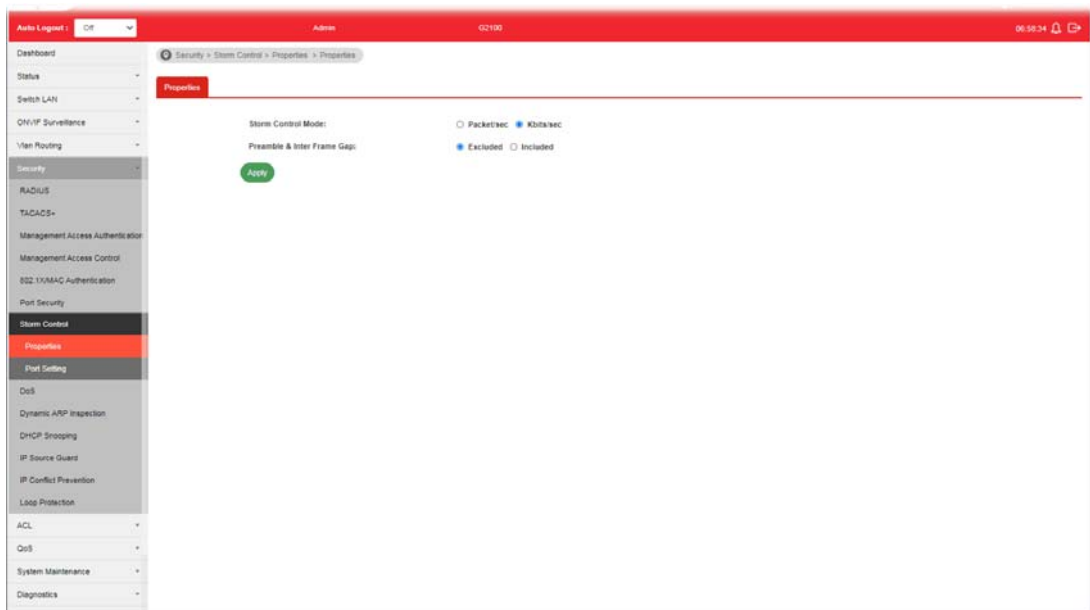 Auto Logout : Off Admin G2100 06:58:34
Dashboard
Status
Switch LAN
ONVIF Surveillance
Vlan Routing
Security
RADIUS
TACACS+
Management Access Authentication
Management Access Control
802.1X/MAC Authentication
Port Security
Storm Control
Properties
Port Setting
DoS
Dynamic ARP Inspection
DHCP Snooping
IP Source Guard
IP Conflict Prevention
Loop Protection
ACL
QoS
System Maintenance
Diagnostics
Security > Storm Control > Properties > Properties
Properties
Storm Control Mode: Packet/sec Kbits/sec
Preamble & Inter Frame Gap: Excluded Included
Apply